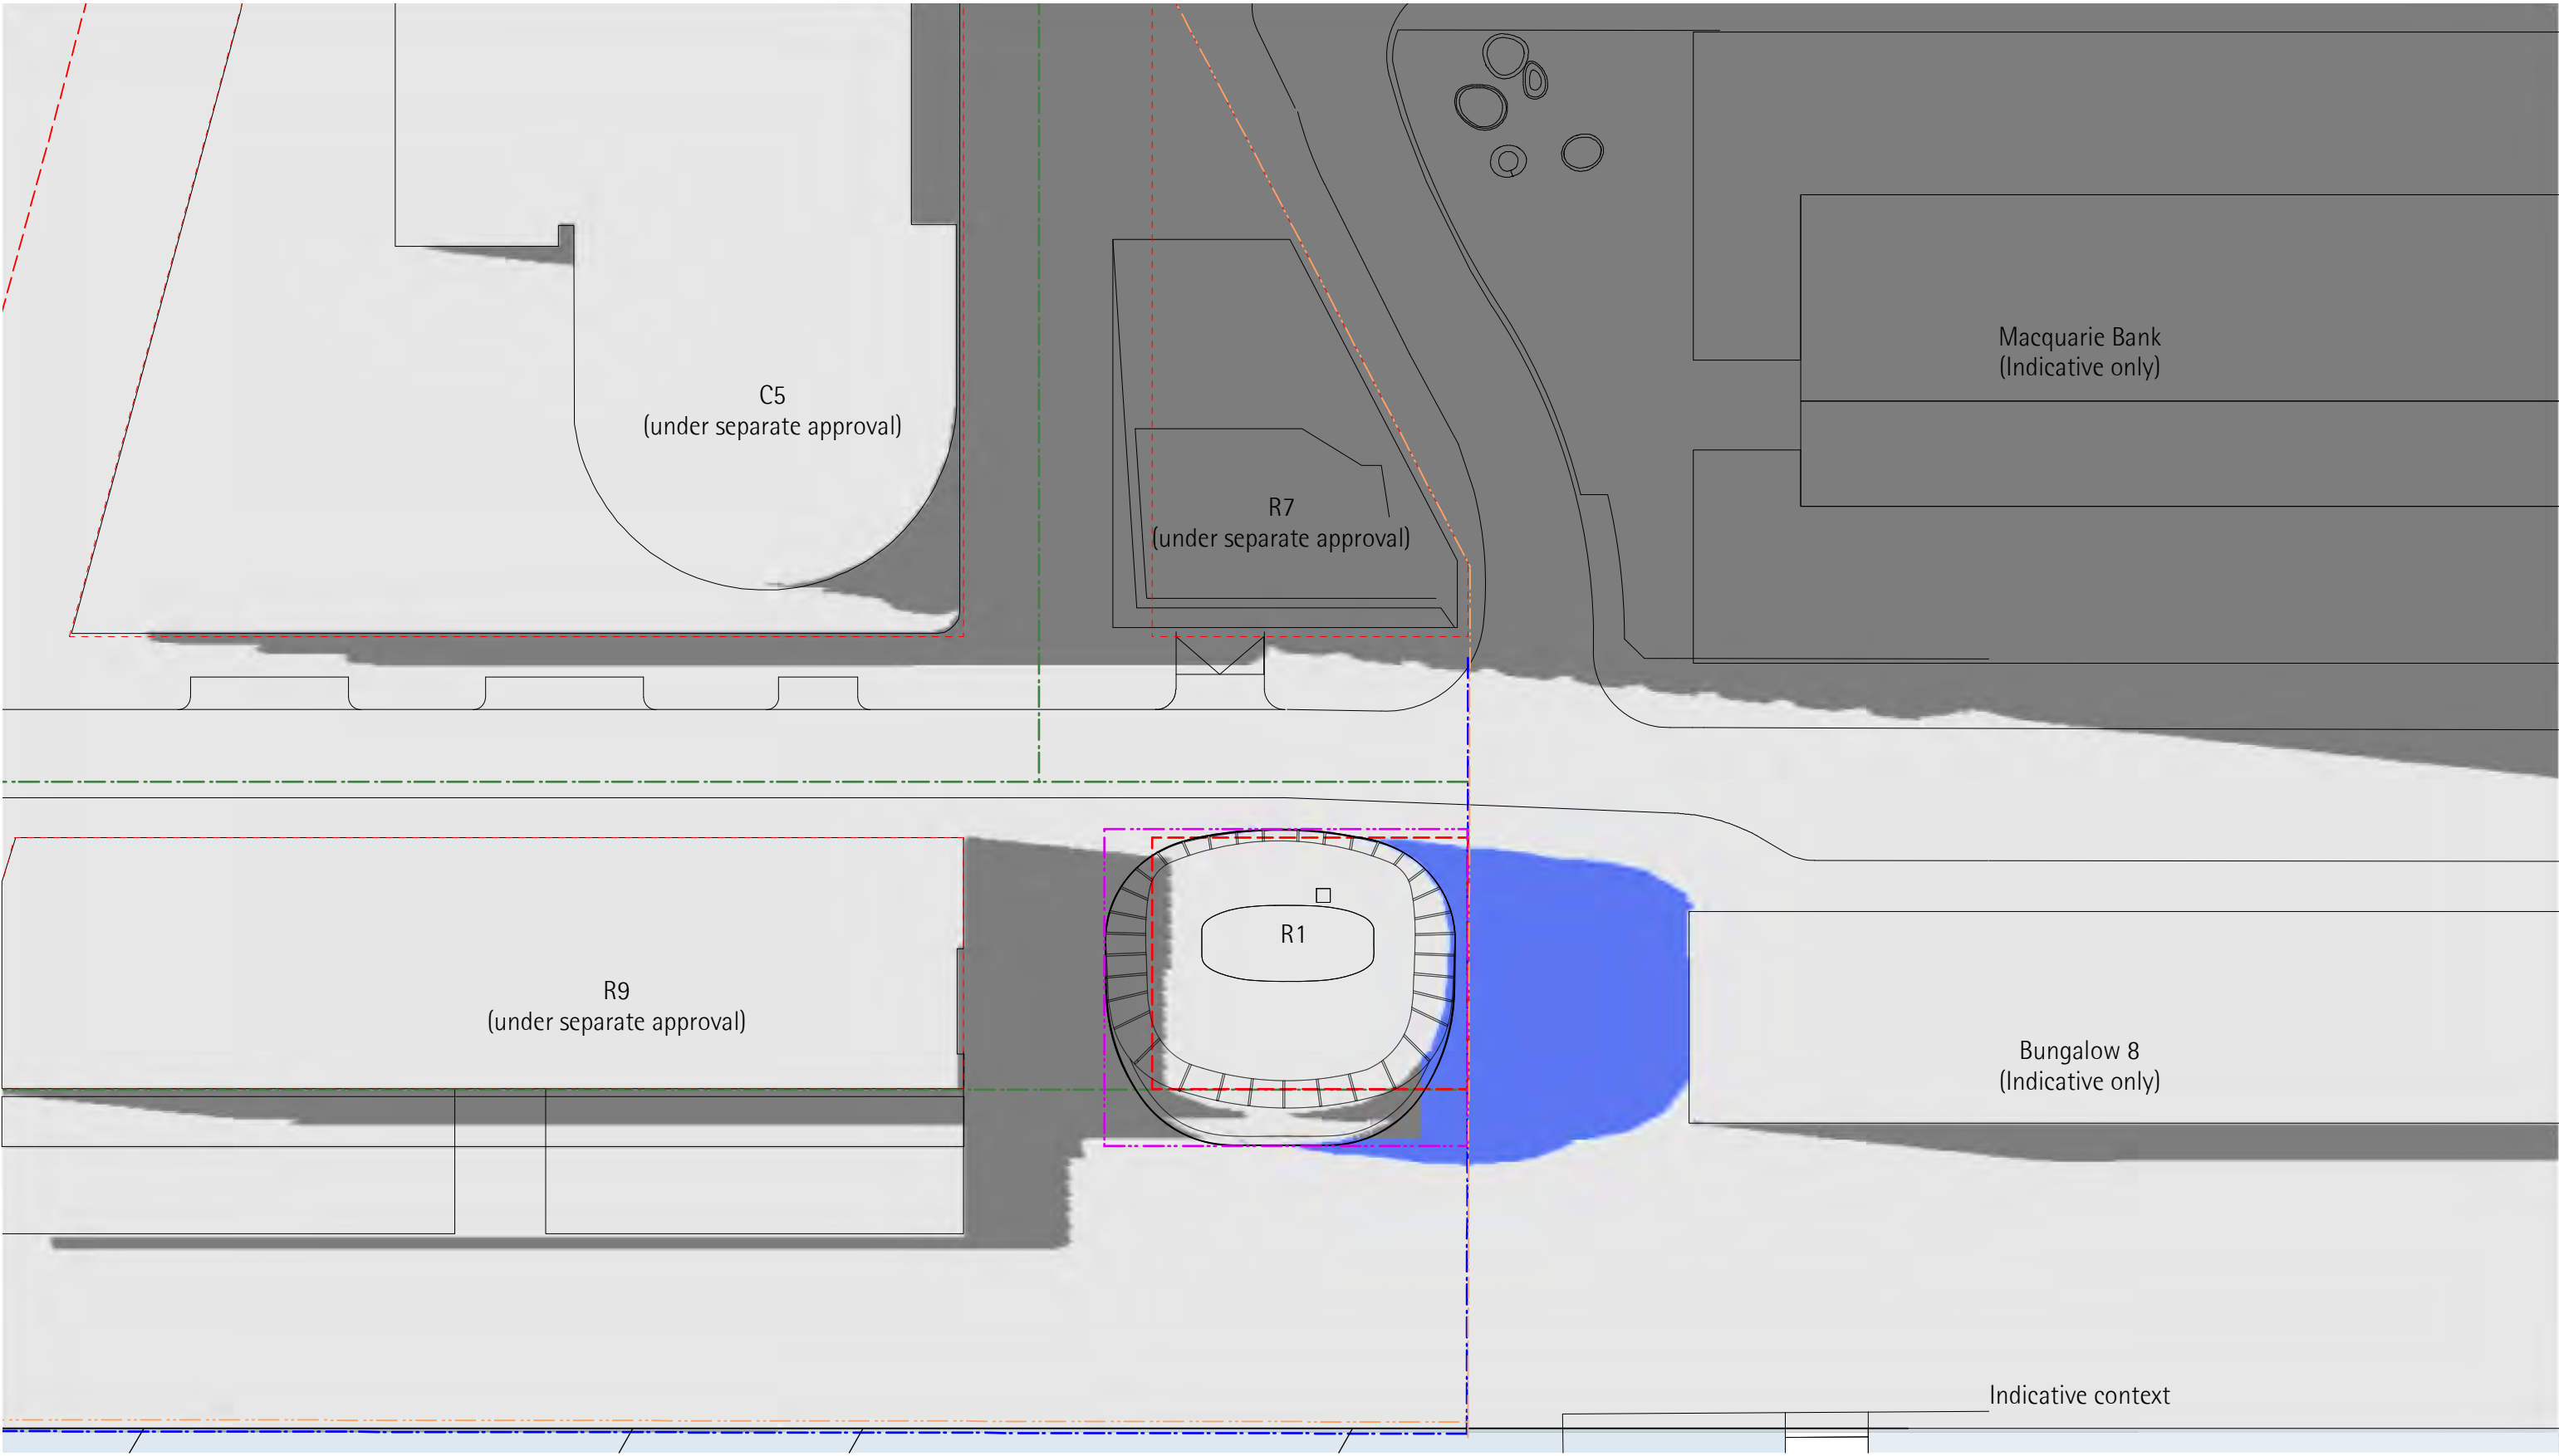 Macquarie Bank
(Indicative only)
C5
(under separate approval)
R7
(under separate approval)
R1
R9
(under separate approval)
Bungalow 8
(Indicative only)
Indicative context